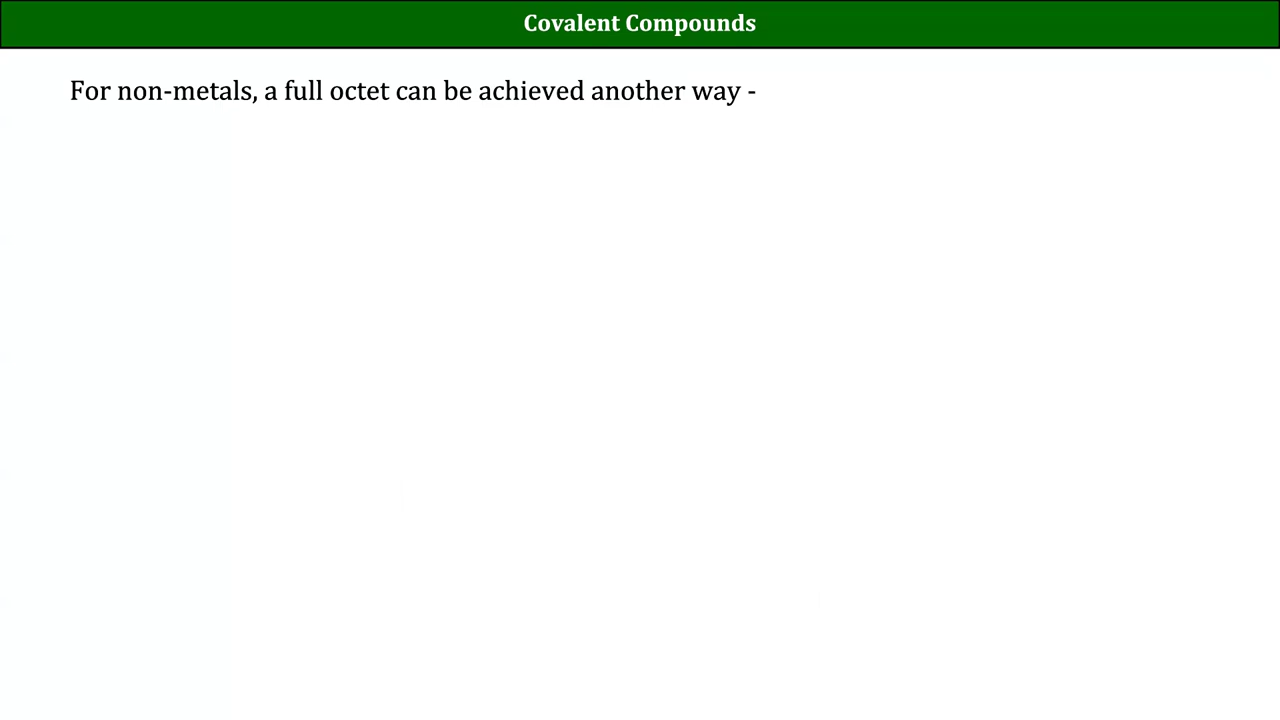 Covalent Compounds
For non-metals, a full octet can be achieved another way -